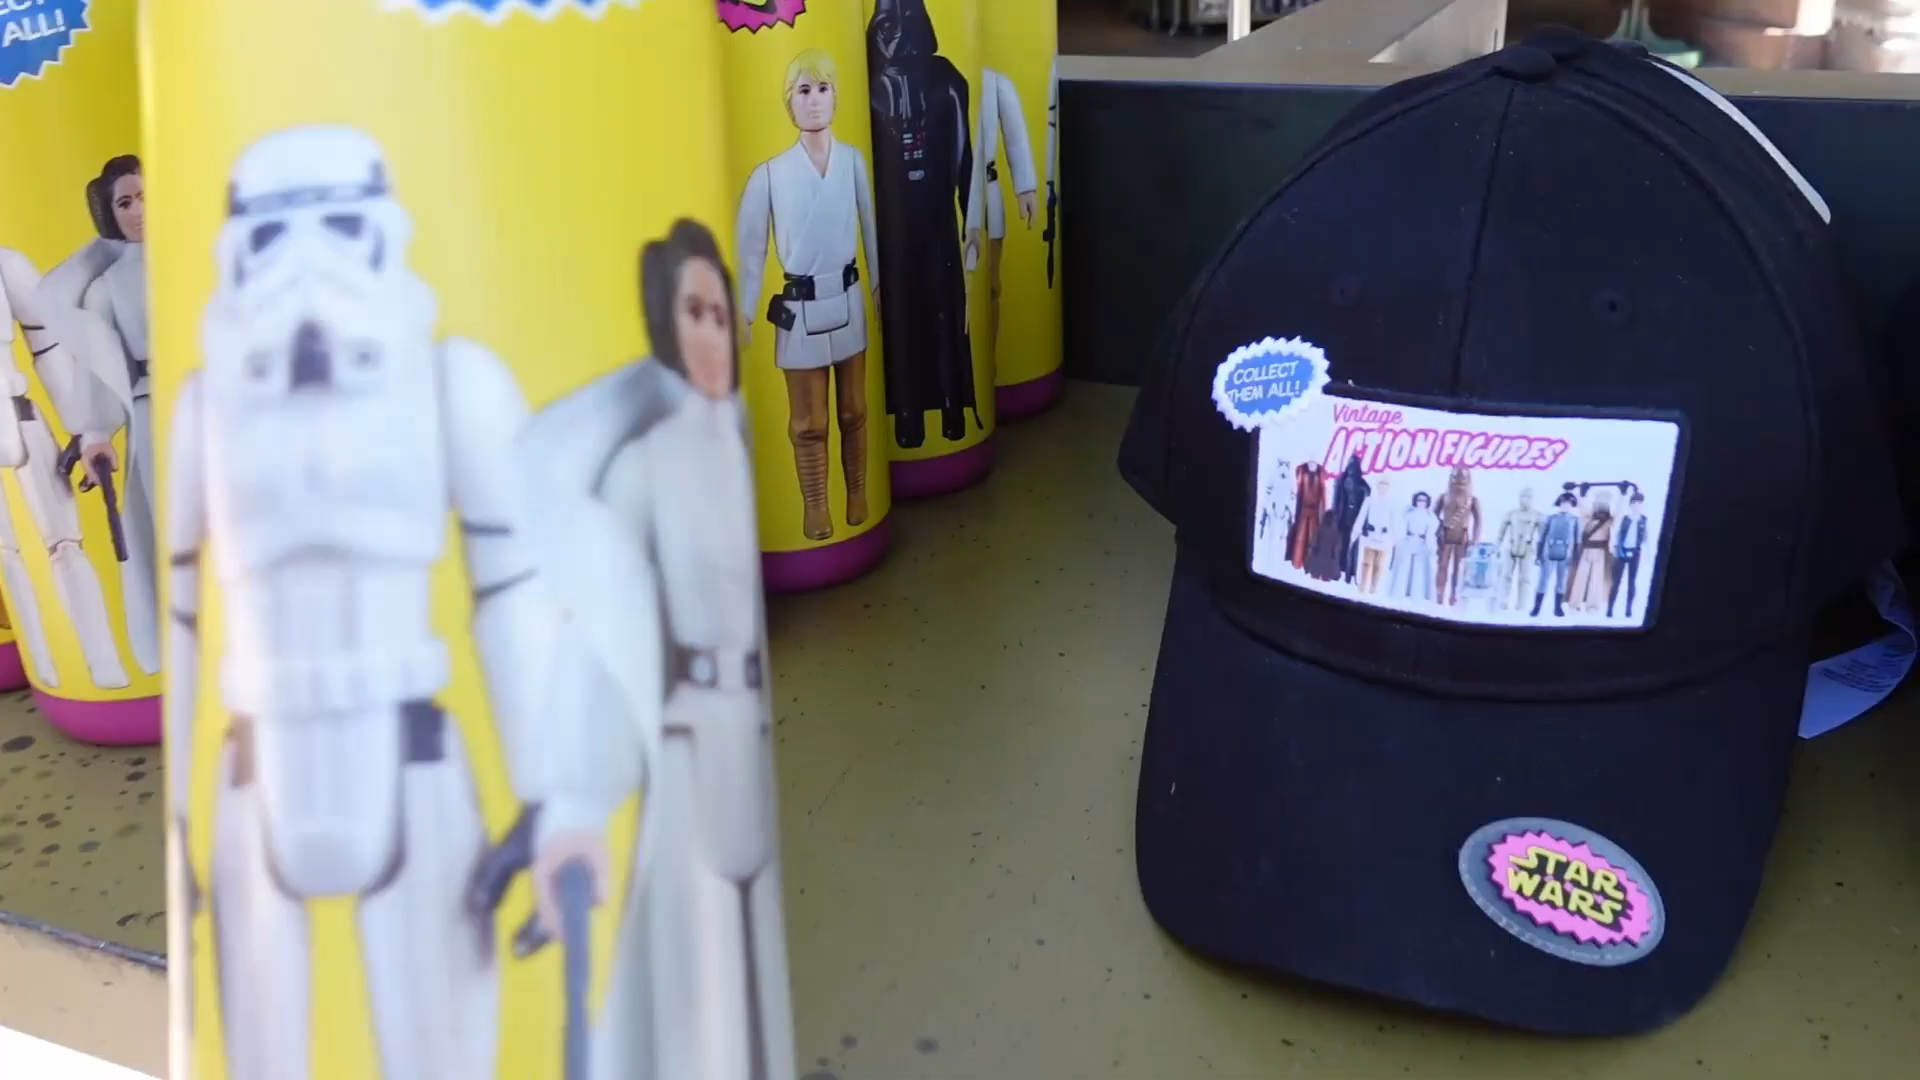 ALL!
COLLECT
THEM ALL!
Vintage
ACTION FIGURES
STAR
WARS